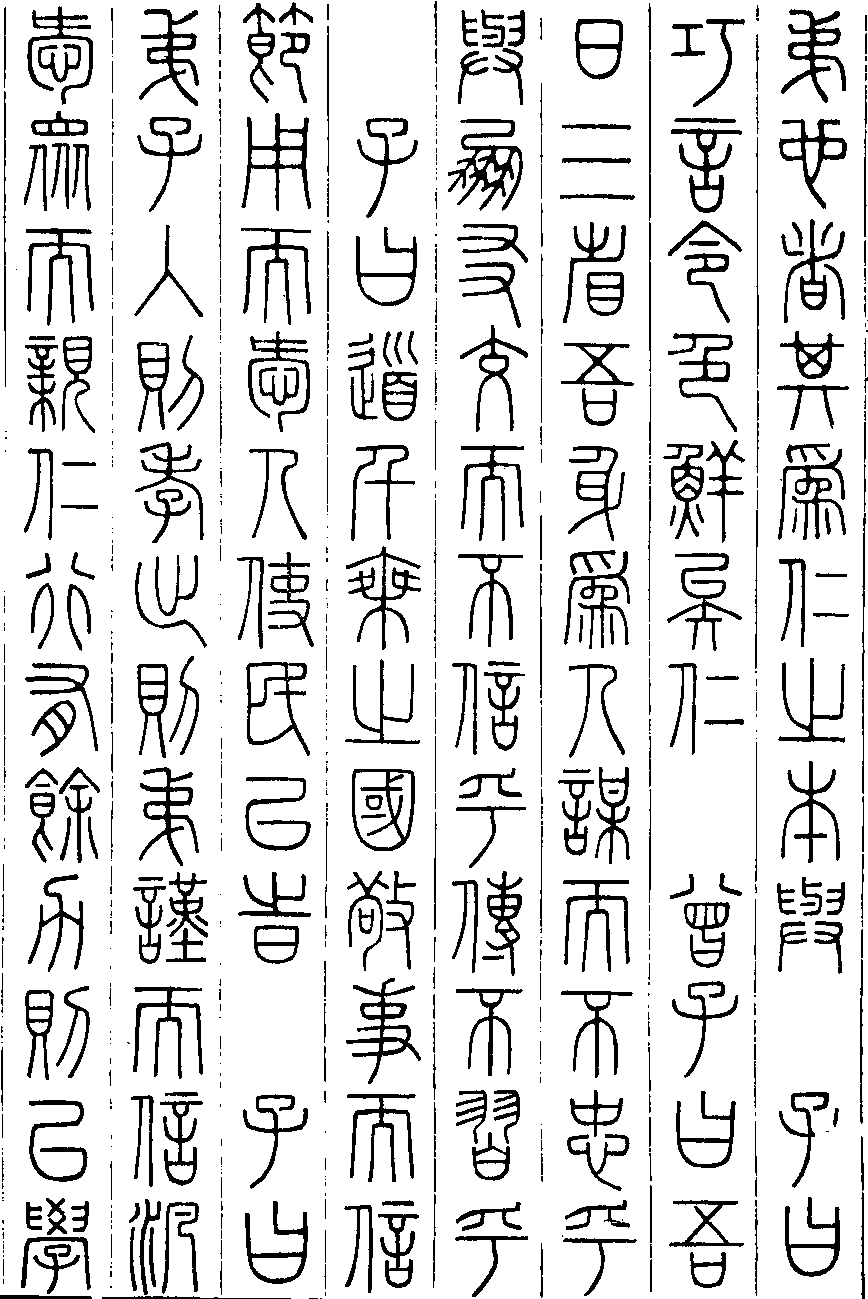 弟也者其為仁之本與　子曰
巧言令色鮮矣仁　曾子曰吾
日三省吾身為人謀而不忠乎
與朋友交而不信乎傳不習乎
子曰道千乘之國敬事而信
節用而愛人使民以時　子曰
弟子入則孝出則弟謹而信汎
愛眾而親仁行有餘力則以學